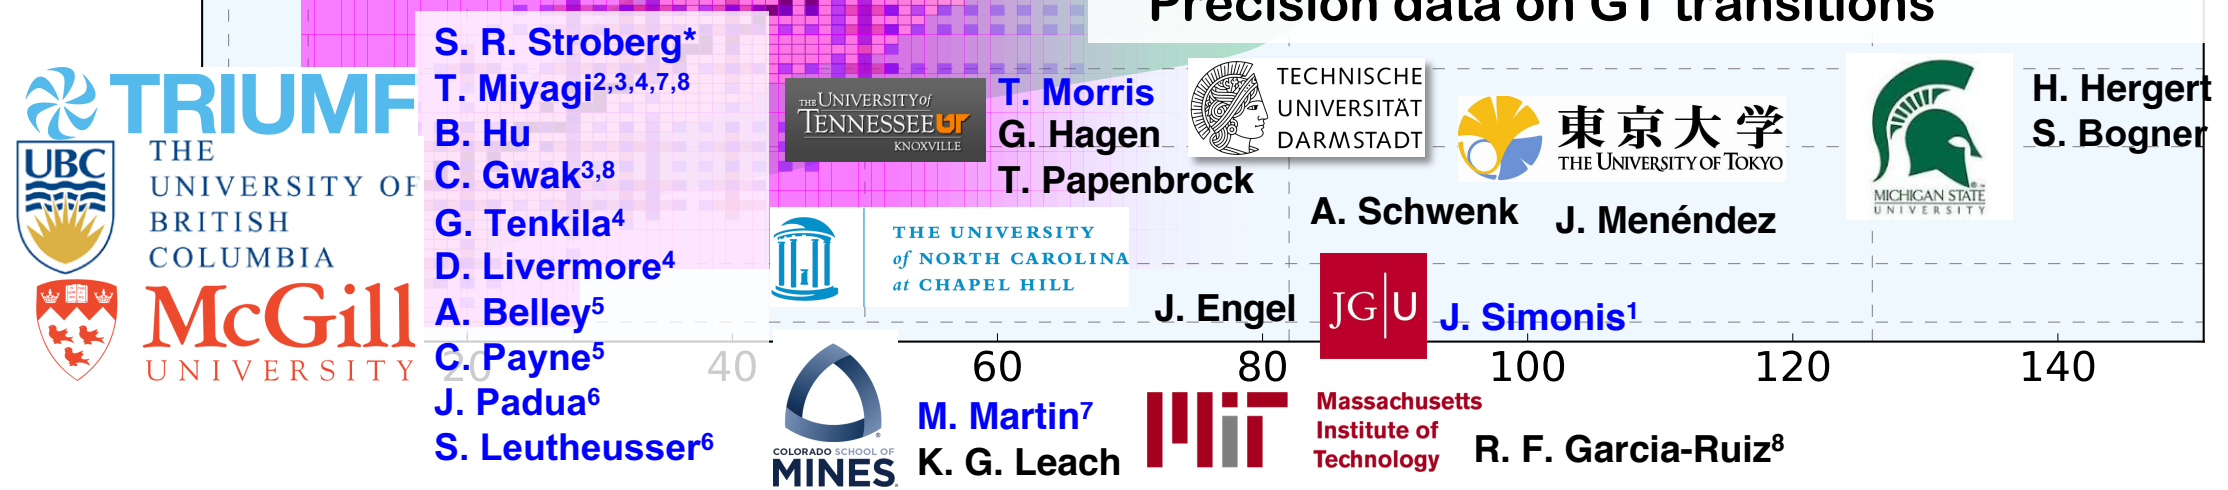 Precision data on GT transitions
S. R. Stroberg*
T. Miyagi2,3,4,7,8
B. Hu
C. Gwak3,8
G. Tenkila4
D. Livermore4
A. Belley5
C. Payne5
J. Padua6
S. Leutheusser6
TRIUMF
UBC
THE
UNIVERSITY OF
BRITISH
COLUMBIA
McGill
UNIVERSITY
THE UNIVERSITY of
TENNESSEE UT
KNOXVILLE
T. Morris
G. Hagen
T. Papenbrock
TECHNISCHE
UNIVERSITÄT
DARMSTADT
A. Schwenk
東京大学
THE UNIVERSITY OF TOKYO
J. Menéndez
MICHIGAN STATE
UNIVERSITY
H. Hergert
S. Bogner
THE UNIVERSITY
of NORTH CAROLINA
at CHAPEL HILL
J. Engel
JG|U
J. Simonis1
20 40 60 80 100 120 140
COLORADO SCHOOL OF
MINES
M. Martin7
K. G. Leach
MIT
Massachusetts
Institute of
Technology
R. F. Garcia-Ruiz8